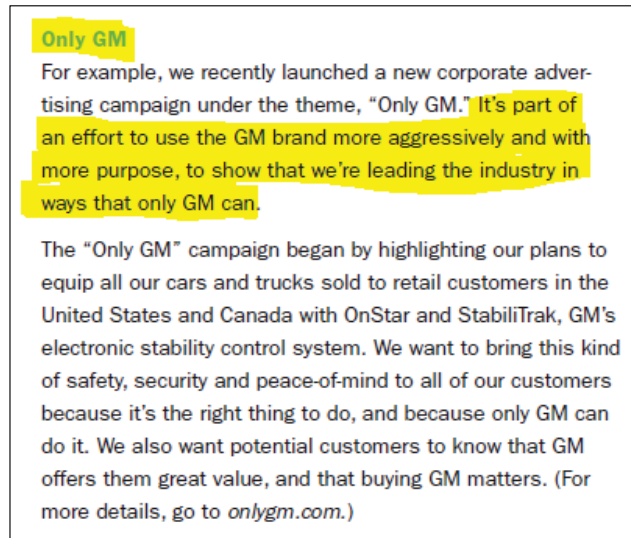 Only GM
For example, we recently launched a new corporate adver-
tising campaign under the theme, “Only GM.” It’s part of
an effort to use the GM brand more aggressively and with
more purpose, to show that we’re leading the industry in
ways that only GM can.
The “Only GM” campaign began by highlighting our plans to
equip all our cars and trucks sold to retail customers in the
United States and Canada with OnStar and StabiliTrak, GM’s
electronic stability control system. We want to bring this kind
of safety, security and peace-of-mind to all of our customers
because it’s the right thing to do, and because only GM can
do it. We also want potential customers to know that GM
offers them great value, and that buying GM matters. (For
more details, go to onlygm.com.)